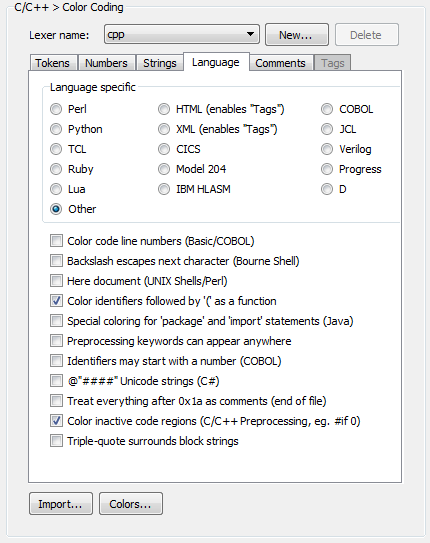 C/C++ > Color Coding
Lexer name: cpp New... Delete
Tokens Numbers Strings Language Comments Tags
Language specific
Perl HTML (enables "Tags") COBOL
Python XML (enables "Tags") JCL
TCL CICS Verilog
Ruby Model 204 Progress
Lua IBM HLASM D
Other
Color code line numbers (Basic/COBOL)
Backslash escapes next character (Bourne Shell)
Here document (UNIX Shells/Perl)
Color identifiers followed by '(' as a function
Special coloring for 'package' and 'import' statements (Java)
Preprocessing keywords can appear anywhere
Identifiers may start with a number (COBOL)
@"####" Unicode strings (C#)
Treat everything after 0x1a as comments (end of file)
Color inactive code regions (C/C++ Preprocessing, eg. #if 0)
Triple-quote surrounds block strings
Import... Colors...